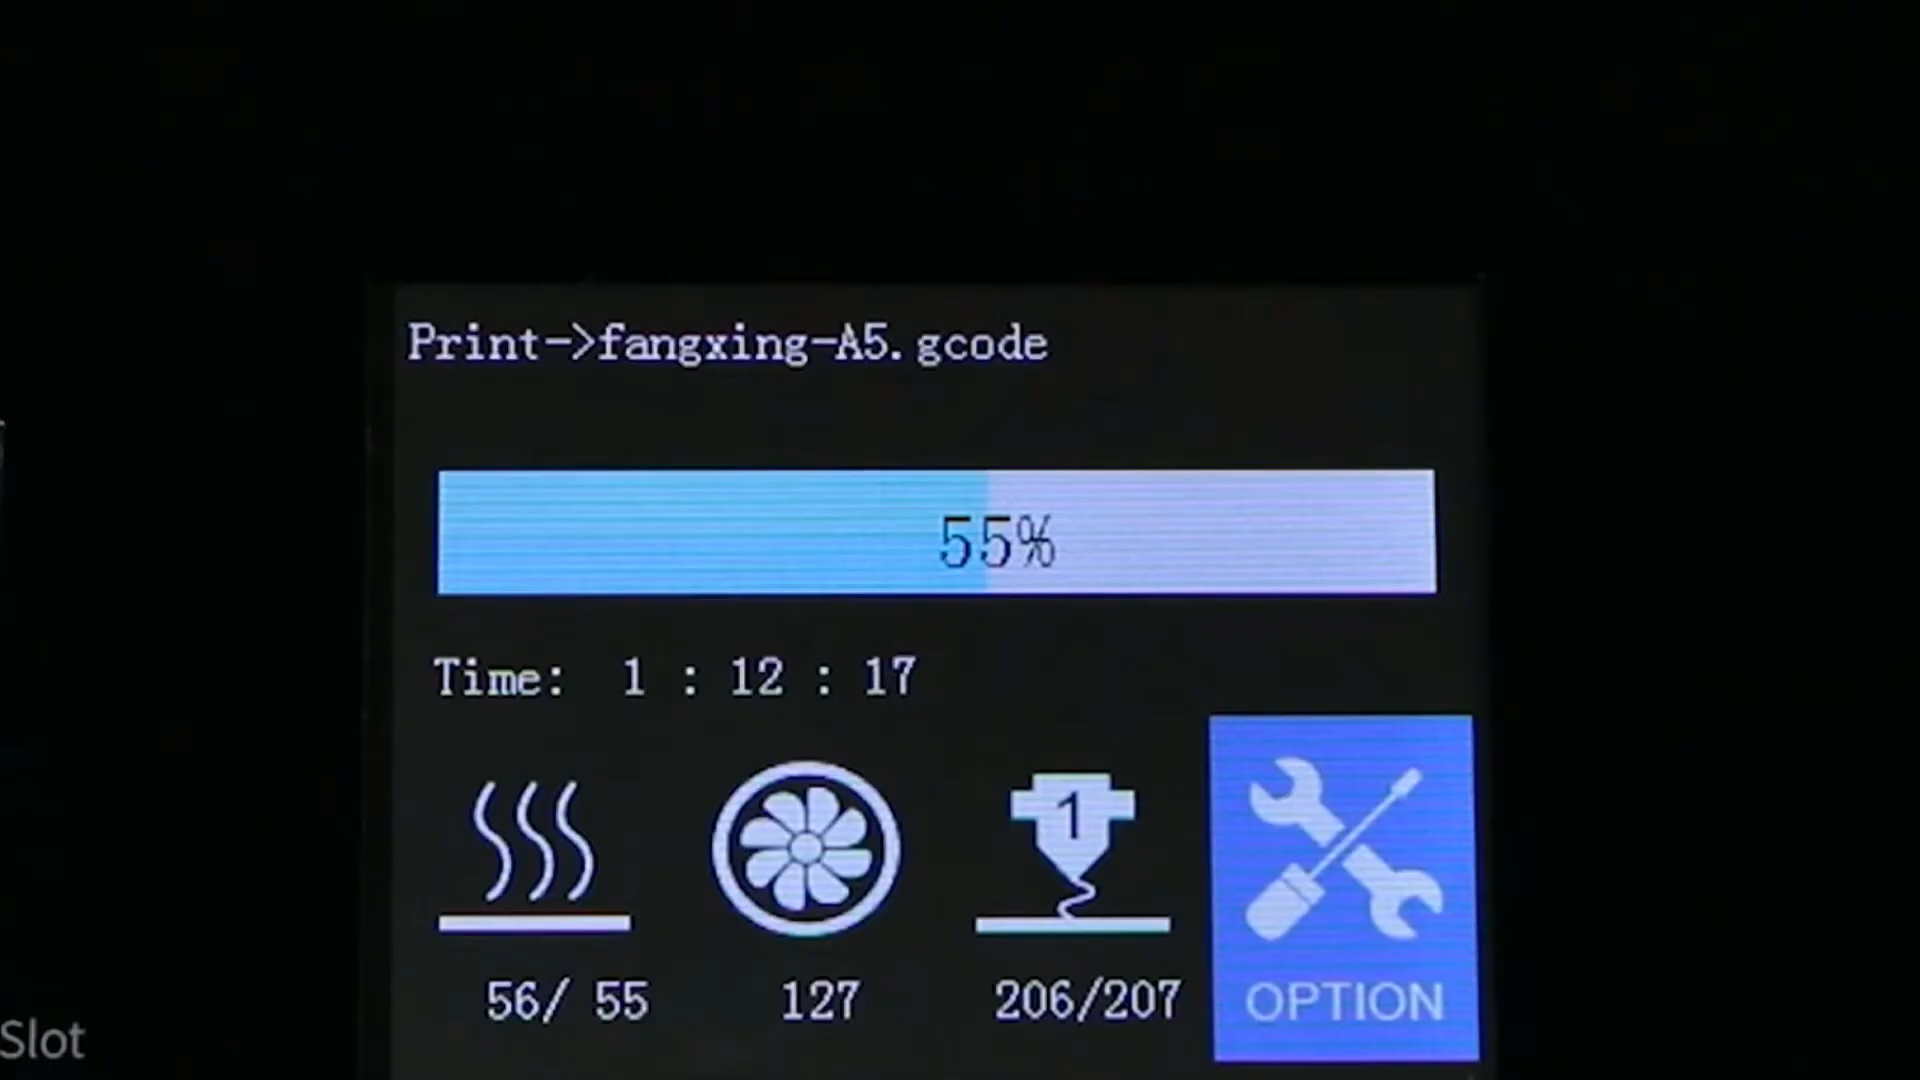 Print->fangxing-A5.gcode
55%
Time: 1 : 12 : 17
1
56/ 55
127
206/207
OPTION
Slot